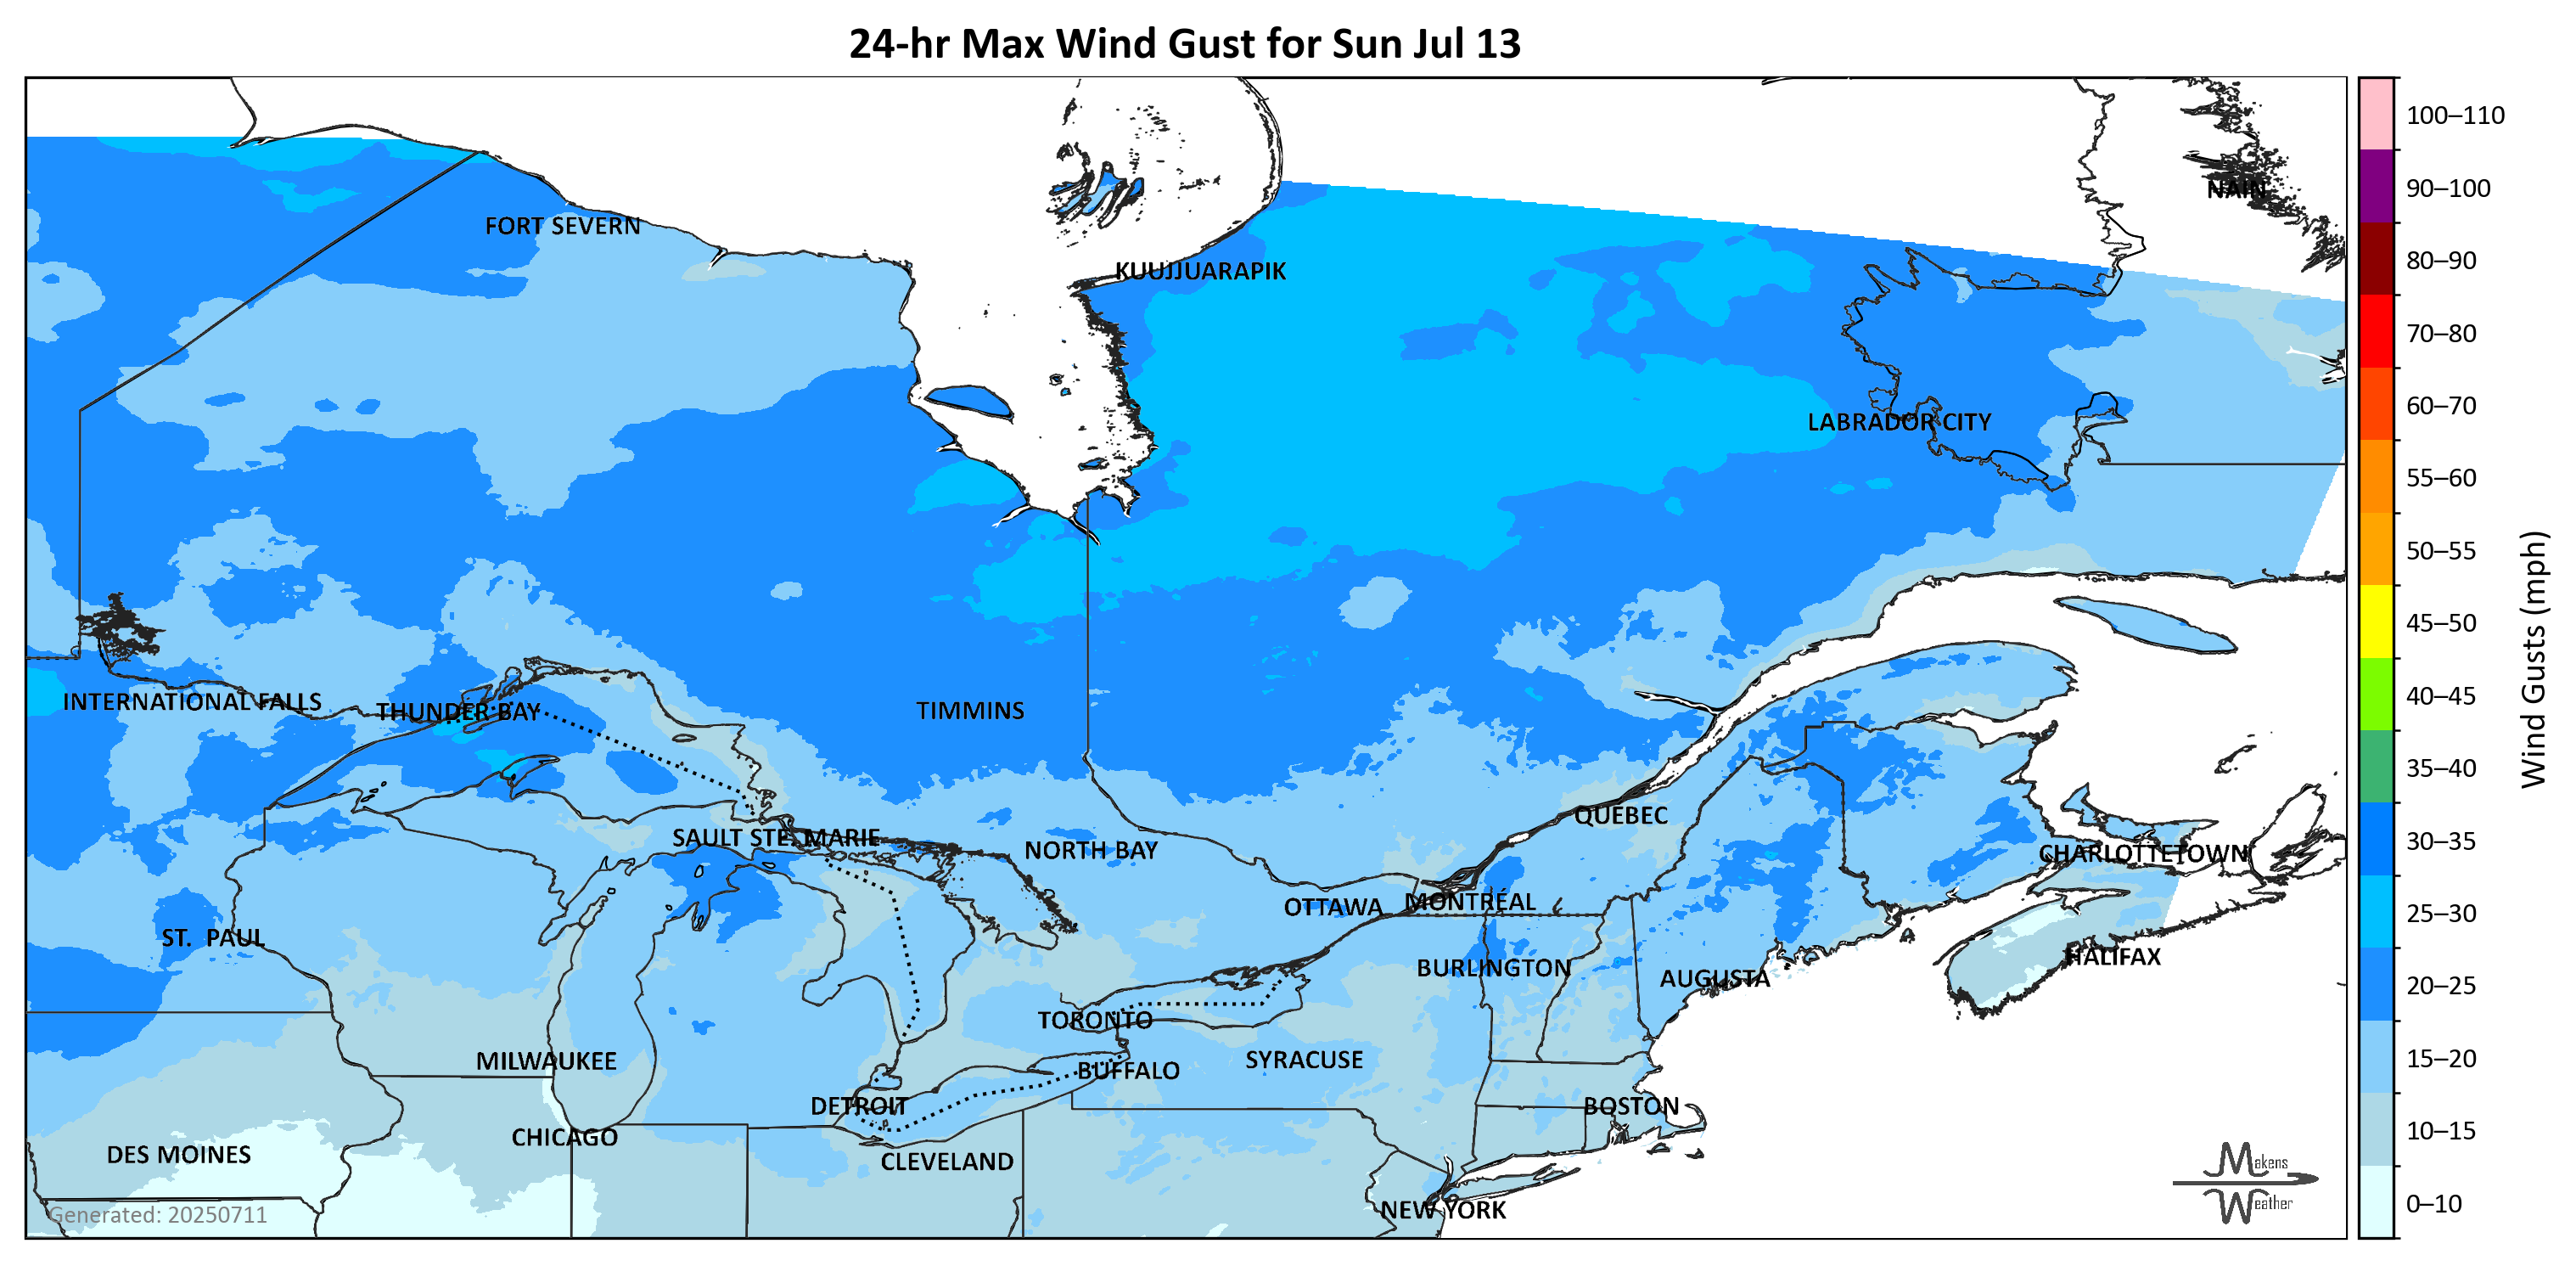 24-hr Max Wind Gust for Sun Jul 13
100–110
NAIN
90–100
FORT SEVERN
80–90
KUUJJUARAPIK
70–80
60–70
LABRADOR CITY
55–60
50–55
45–50
Wind Gusts (mph)
INTERNATIONAL FALLS
THUNDER BAY
TIMMINS
40–45
35–40
QUEBEC
SAULT STE. MARIE
30–35
NORTH BAY
CHARLOTTETOWN
OTTAWA
MONTRÉAL
25–30
ST. PAUL
HALIFAX
BURLINGTON
AUGUSTA
20–25
TORONTO
MILWAUKEE
SYRACUSE
15–20
BUFFALO
DETROIT
BOSTON
CHICAGO
10–15
DES MOINES
CLEVELAND
Makens
Weather
NEW YORK
0–10
Generated: 20250711